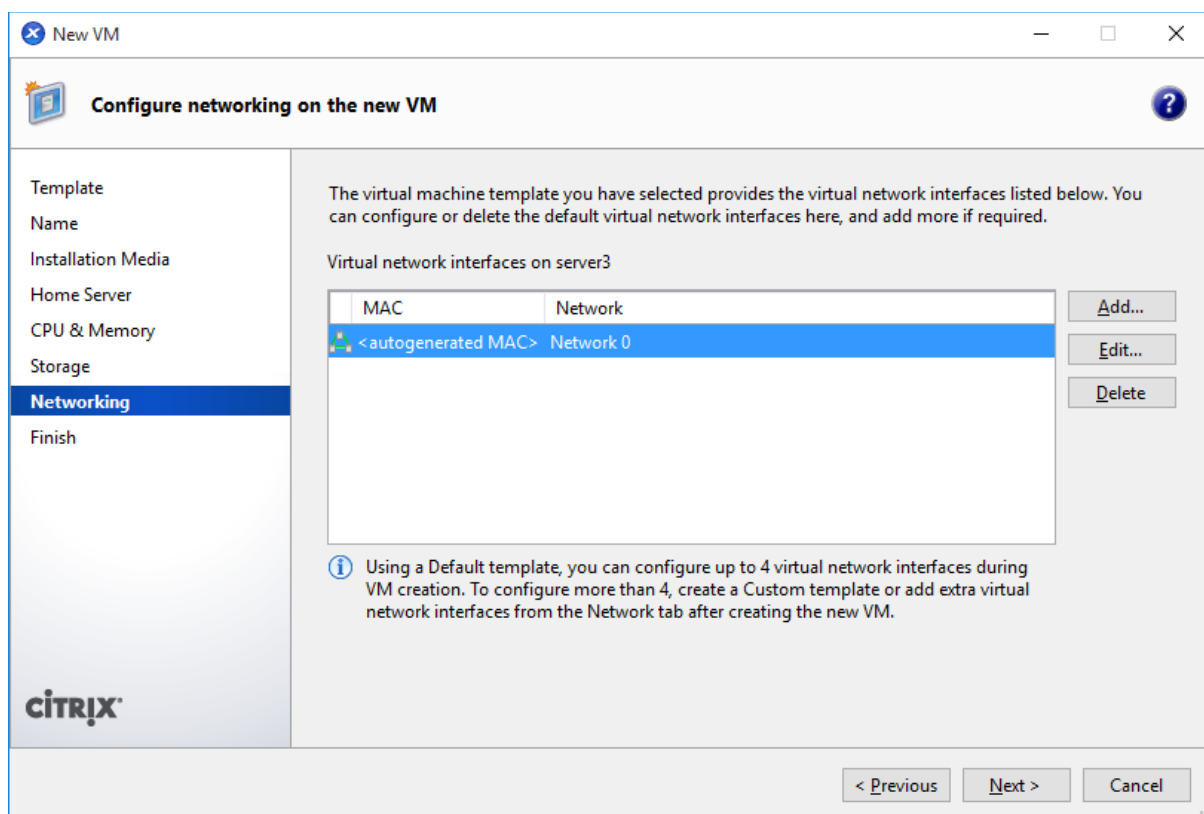 New VM
Configure networking on the new VM
?
Template
Name
Installation Media
Home Server
CPU & Memory
Storage
Networking
Finish
CİTRIX
The virtual machine template you have selected provides the virtual network interfaces listed below. You
can configure or delete the default virtual network interfaces here, and add more if required.
Virtual network interfaces on server3
MAC Network
<autogenerated MAC> Network 0
Add...
Edit...
Delete
Using a Default template, you can configure up to 4 virtual network interfaces during
VM creation. To configure more than 4, create a Custom template or add extra virtual
network interfaces from the Network tab after creating the new VM.
< Previous
Next >
Cancel